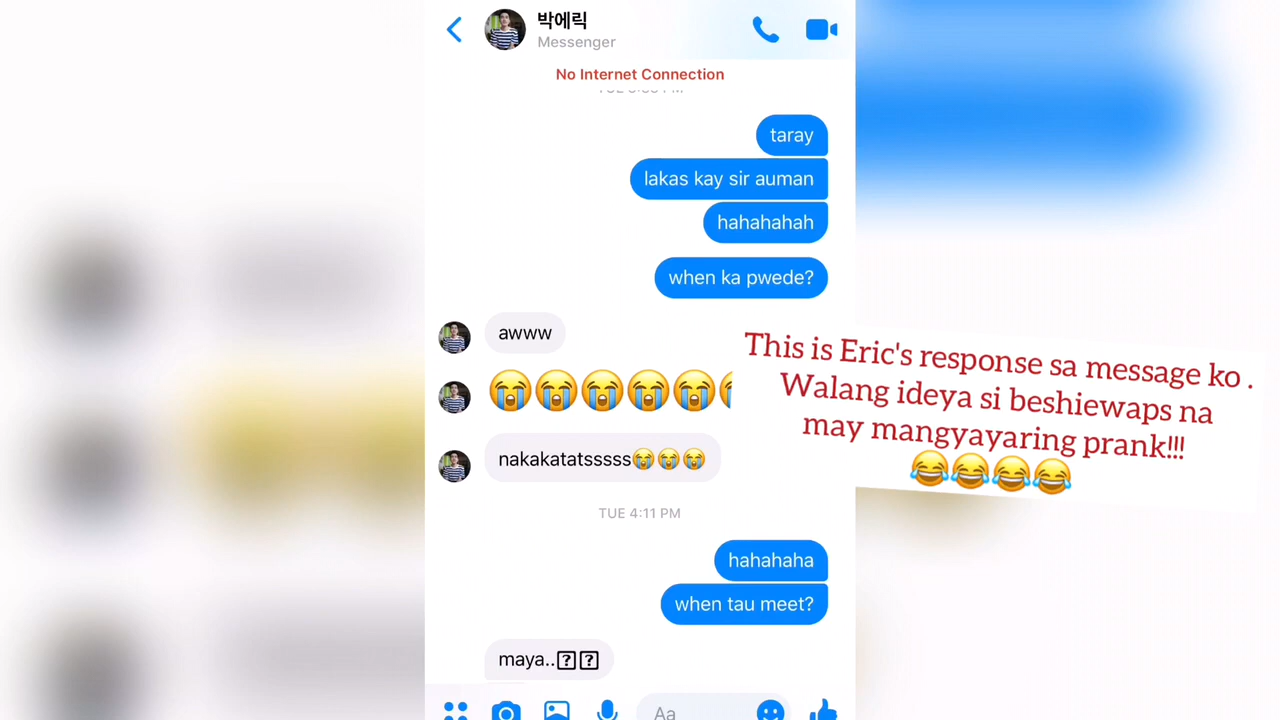 박에릭
Messenger
No Internet Connection
taray
lakas kay sir auman
hahahahah
when ka pwede?
awww
😭😭😭😭😭
nakakatatsssss😭😭😭
This is Eric's response sa message ko .
Walang ideya si beshiewaps na
may mangyayaring prank!!!
😂😂😂😂
TUE 4:11 PM
hahahaha
when tau meet?
maya..
Aa